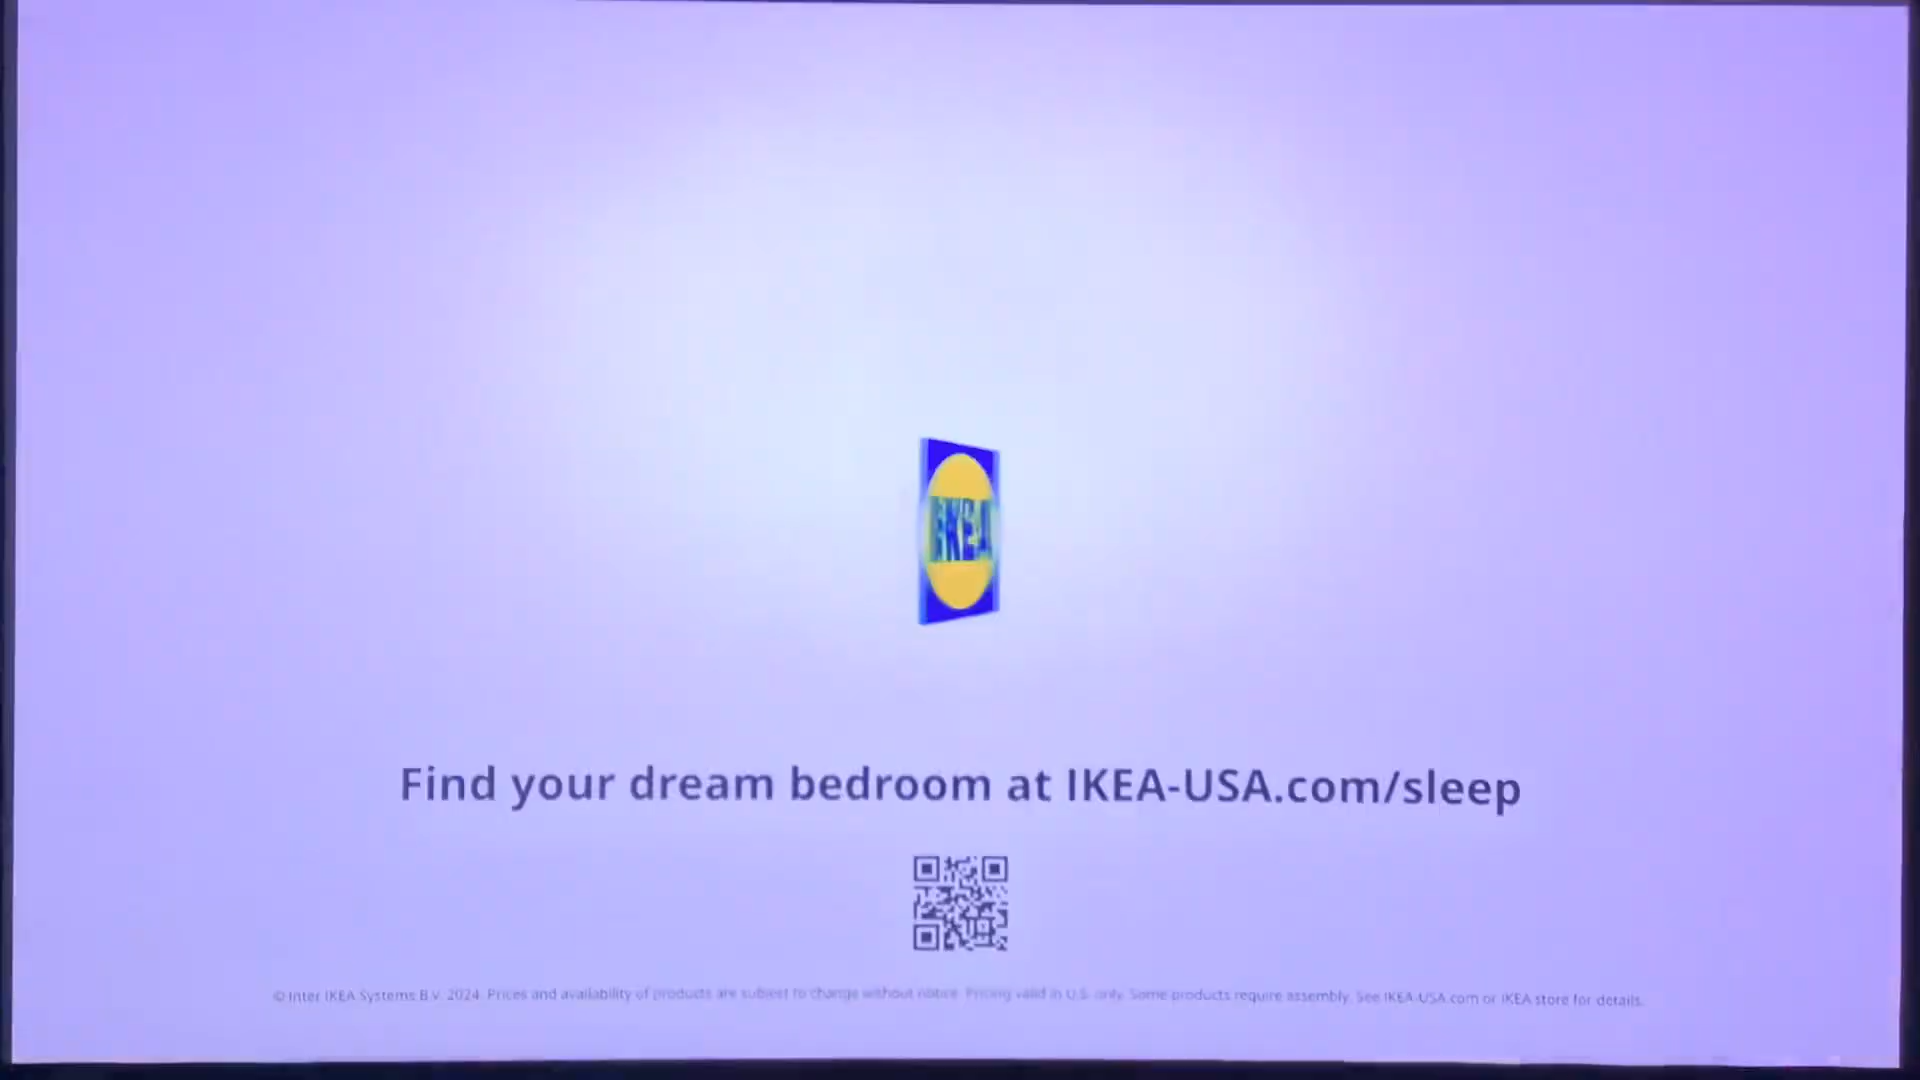 IKEA
Find your dream bedroom at IKEA-USA.com/sleep
© Inter IKEA Systems B.V. 2024. Prices and availability of products are subject to change without notice. Pricing valid in U.S. only. Some products require assembly. See IKEA-USA.com or IKEA store for details.